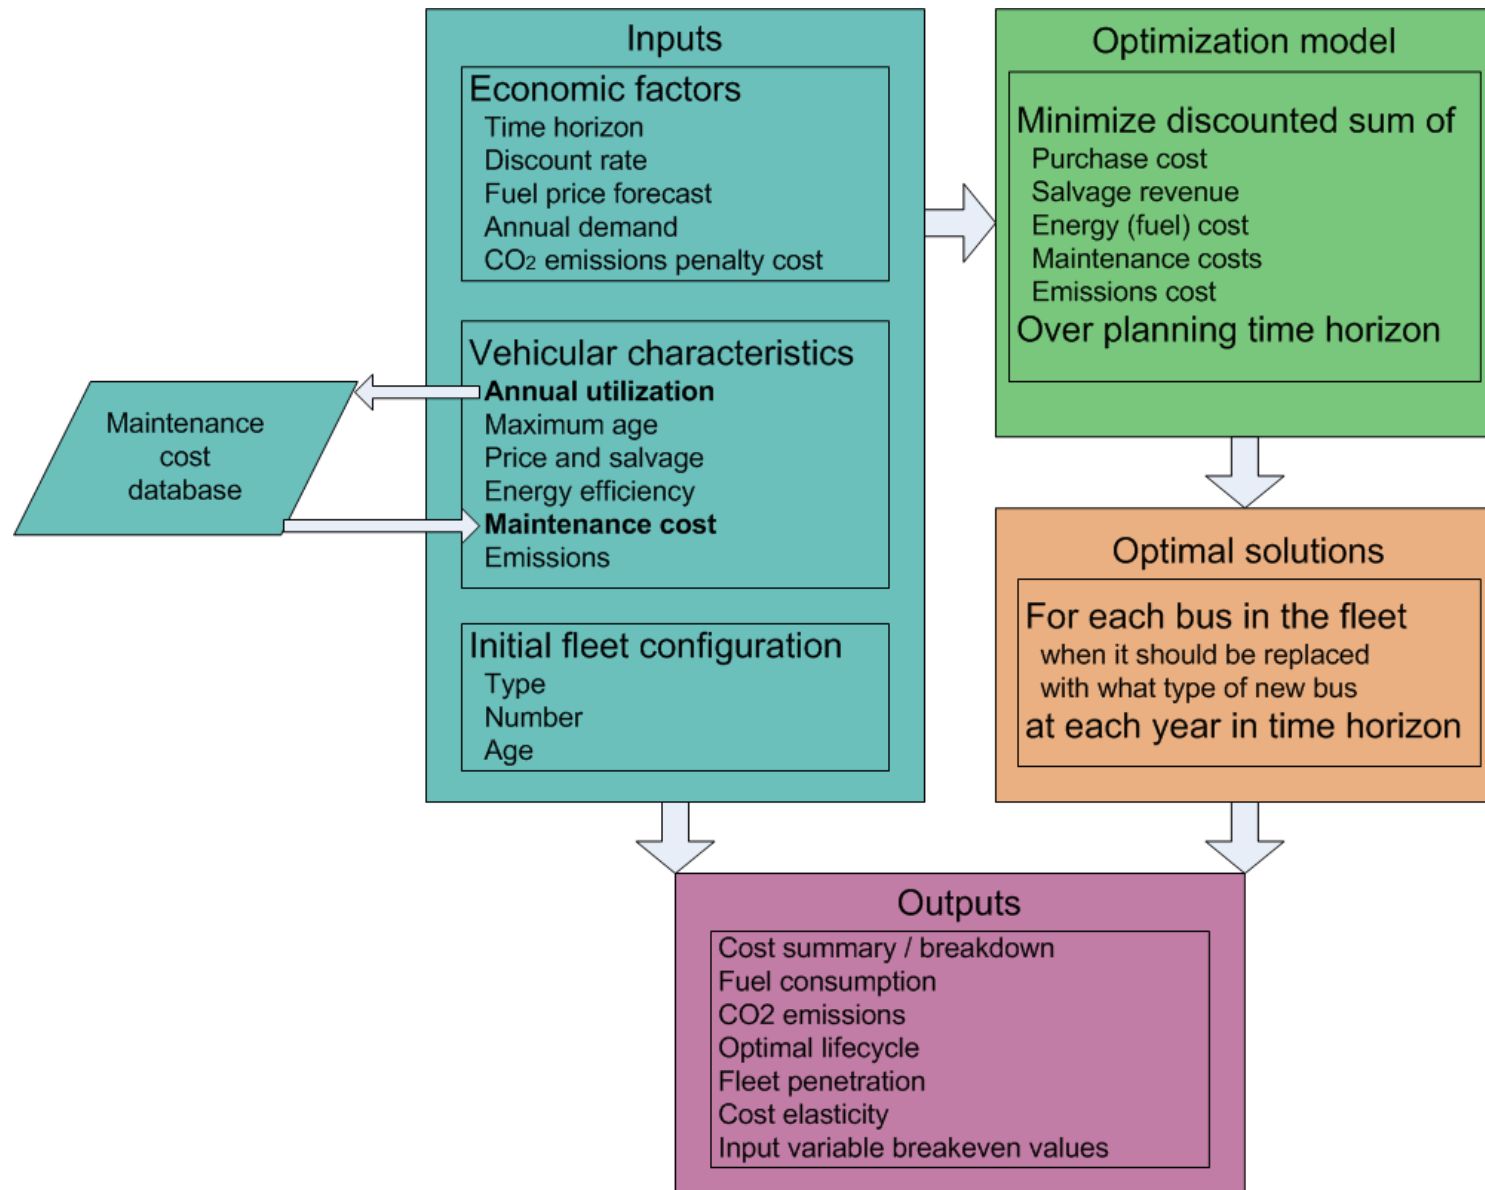 Inputs
Economic factors
Time horizon
Discount rate
Fuel price forecast
Annual demand
CO2 emissions penalty cost
Vehicular characteristics
Annual utilization
Maximum age
Price and salvage
Energy efficiency
Maintenance cost
Emissions
Initial fleet configuration
Type
Number
Age
Maintenance
cost
database
Optimization model
Minimize discounted sum of
Purchase cost
Salvage revenue
Energy (fuel) cost
Maintenance costs
Emissions cost
Over planning time horizon
Optimal solutions
For each bus in the fleet
when it should be replaced
with what type of new bus
at each year in time horizon
Outputs
Cost summary / breakdown
Fuel consumption
CO2 emissions
Optimal lifecycle
Fleet penetration
Cost elasticity
Input variable breakeven values